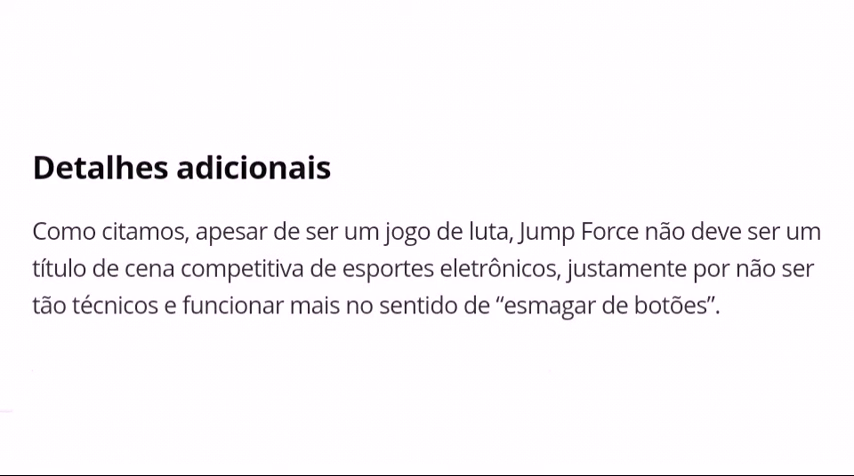 Detalhes adicionais
Como citamos, apesar de ser um jogo de luta, Jump Force não deve ser um
título de cena competitiva de esportes eletrônicos, justamente por não ser
tão técnicos e funcionar mais no sentido de “esmagar de botões”.